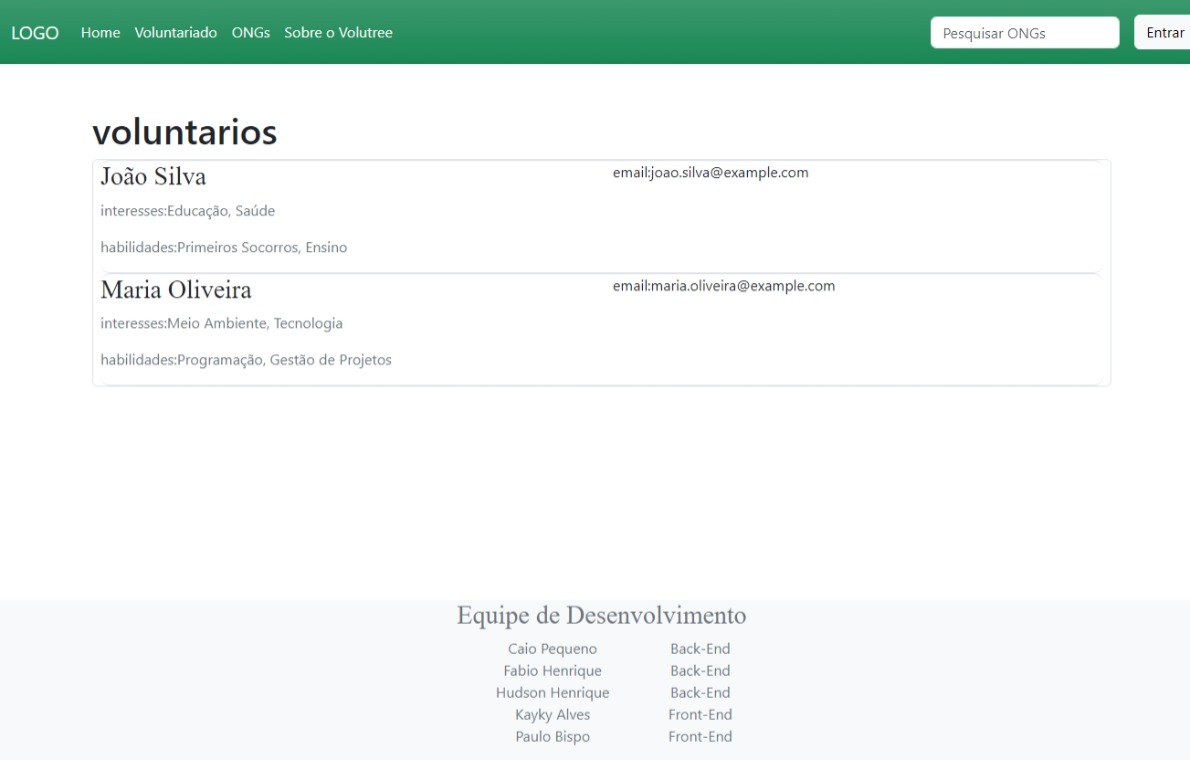 LOGO Home Voluntariado ONGs Sobre o Volutree Pesquisar ONGs Entrar
voluntarios
João Silva email:joao.silva@example.com
interesses:Educação, Saúde
habilidades:Primeiros Socorros, Ensino
Maria Oliveira email:maria.oliveira@example.com
interesses:Meio Ambiente, Tecnologia
habilidades:Programação, Gestão de Projetos
Equipe de Desenvolvimento
Caio Pequeno Back-End
Fabio Henrique Back-End
Hudson Henrique Back-End
Kayky Alves Front-End
Paulo Bispo Front-End